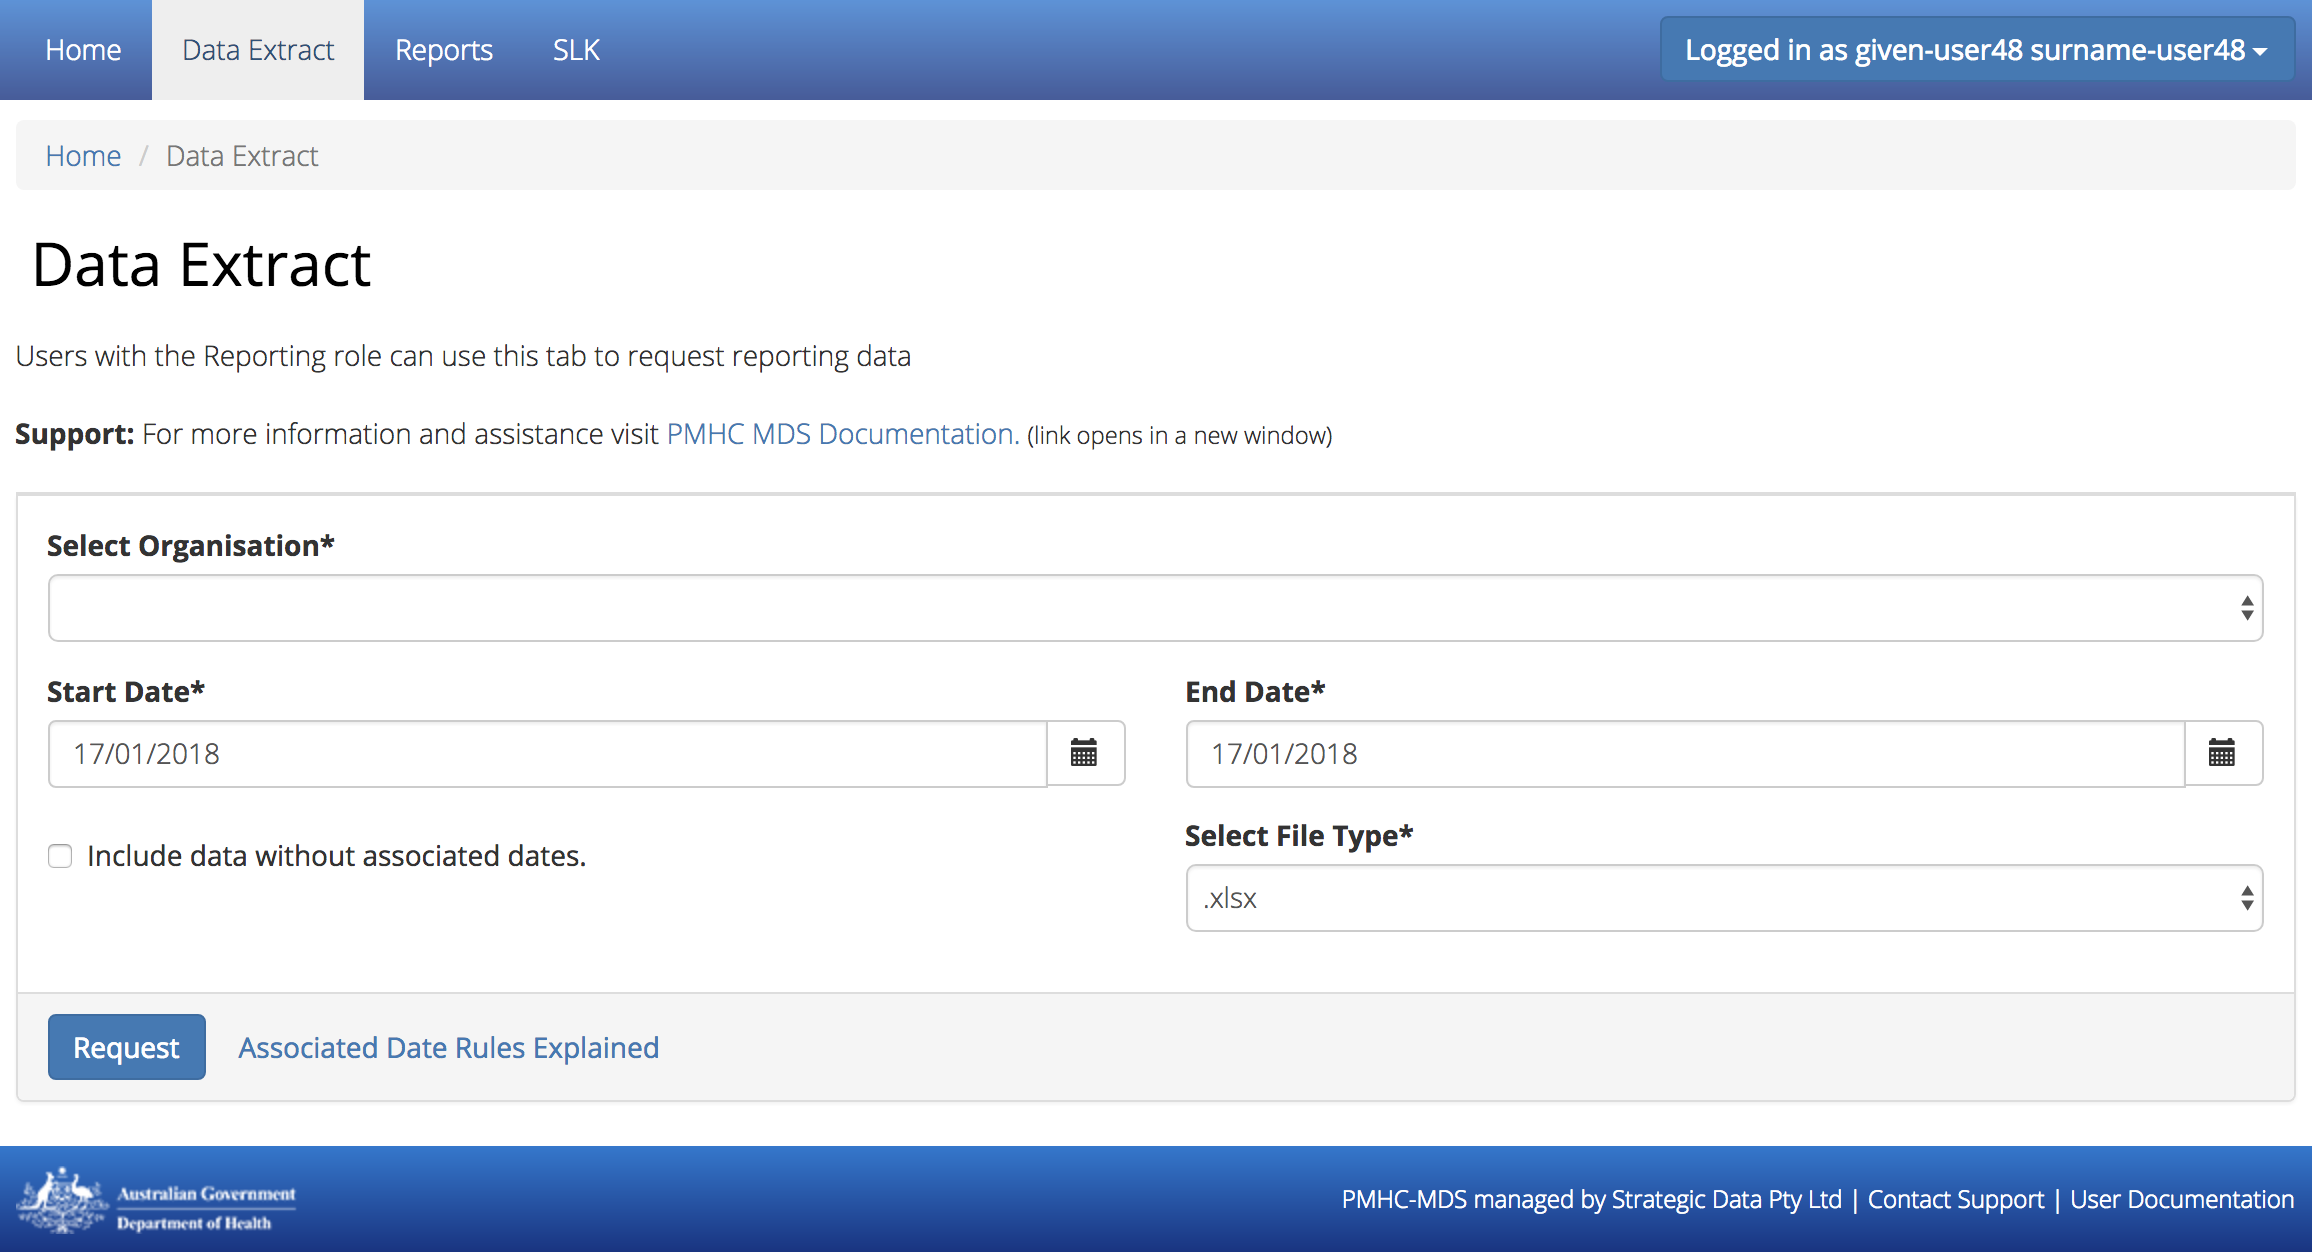 Home Data Extract Reports SLK Logged in as given-user48 surname-user48
Home / Data Extract
Data Extract
Users with the Reporting role can use this tab to request reporting data
Support: For more information and assistance visit PMHC MDS Documentation. (link opens in a new window)
Select Organisation*
Start Date* End Date*
17/01/2018 17/01/2018
Select File Type*
Include data without associated dates.
.xlsx
Request Associated Date Rules Explained
Australian Government
Department of Health
PMHC-MDS managed by Strategic Data Pty Ltd | Contact Support | User Documentation